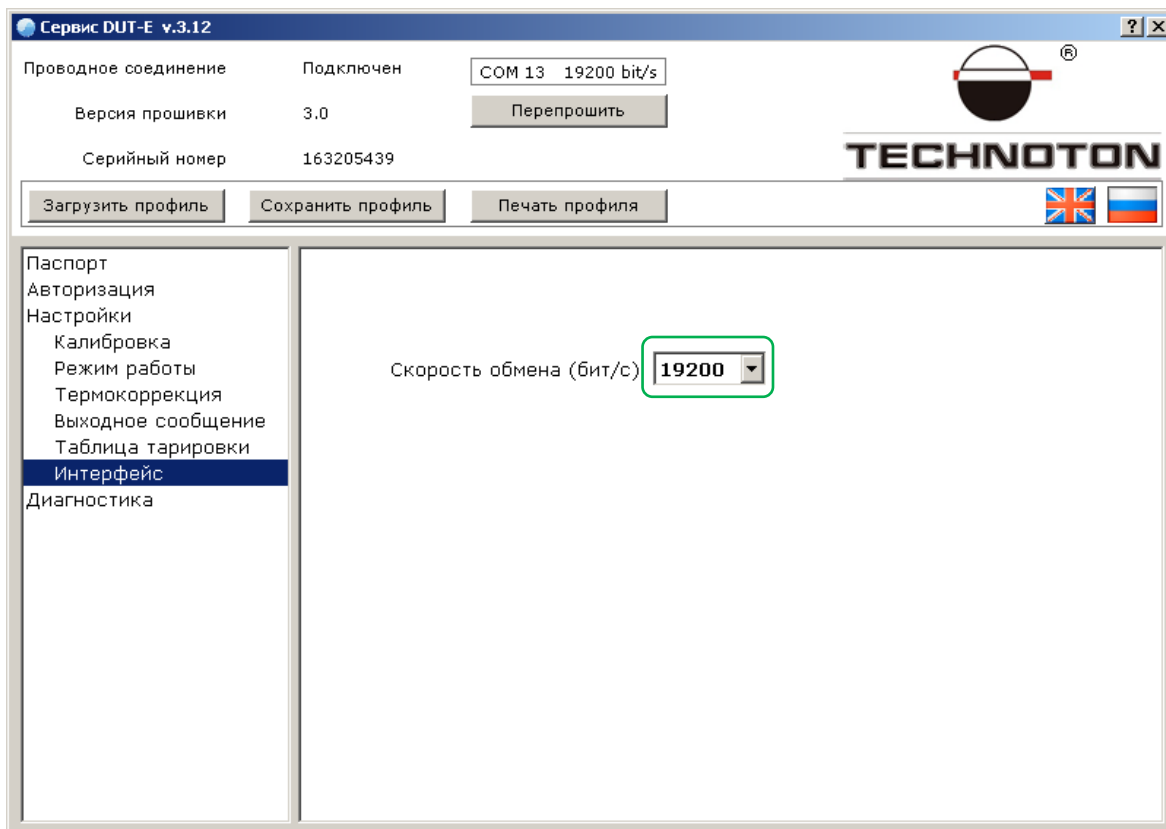 Сервис DUT-E v.3.12
Проводное соединение Подключен COM 13 19200 bit/s
®
Версия прошивки 3.0 Перепрошить
Серийный номер 163205439
TECHNOTON
Загрузить профиль Сохранить профиль Печать профиля
Паспорт
Авторизация
Настройки
Калибровка
Режим работы
Термокоррекция
Выходное сообщение
Таблица тарировки
Интерфейс
Диагностика
Скорость обмена (бит/с) 19200